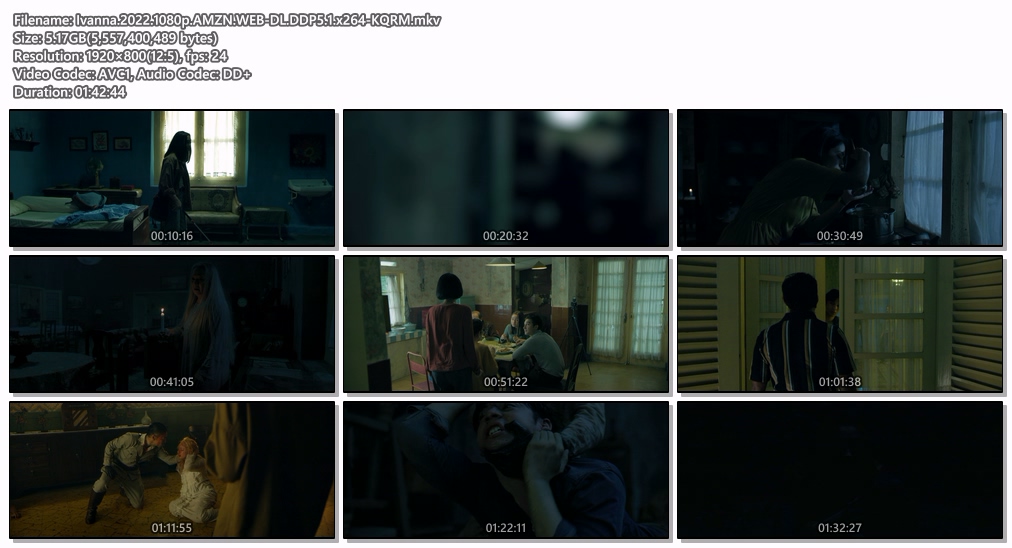 Filename: Ivanna.2022.1080p.AMZN.WEB-DL.DDP5.1.x264-KQRM.mkv
Size: 5.17GB(5,557,400,489 bytes)
Resolution: 1920×800(12:5), fps: 24
Video Codec: AVC1, Audio Codec: DD+
Duration: 01:42:44
00:10:16
00:20:32
00:30:49
00:41:05
00:51:22
01:01:38
01:11:55
01:22:11
01:32:27